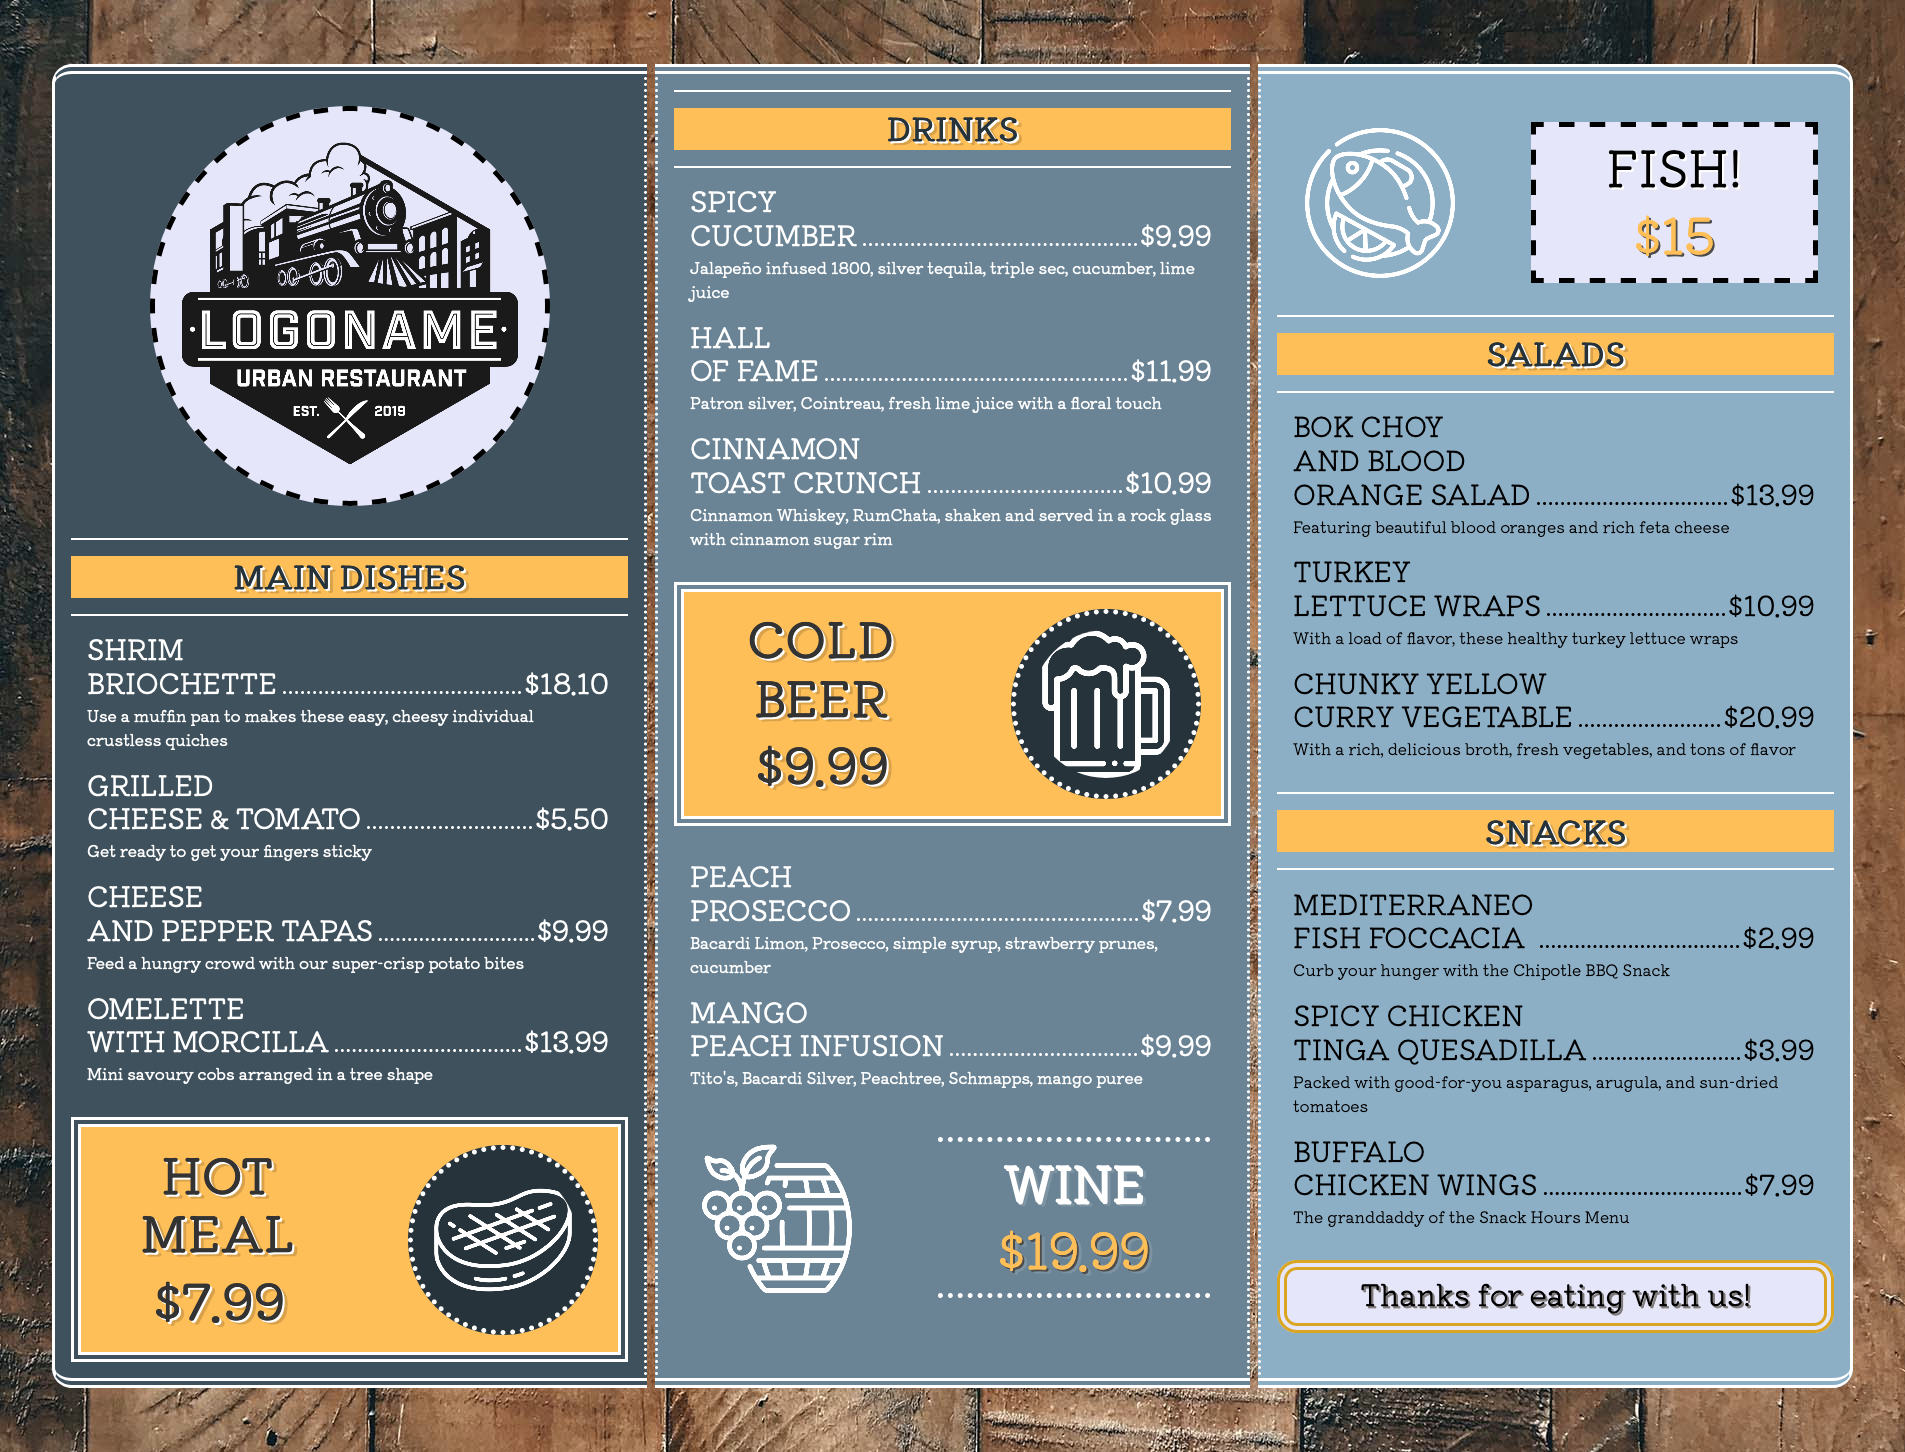 LOGONAME
URBAN RESTAURANT
EST. 2019
MAIN DISHES
SHRIM
BRIOCHETTE $18.10
Use a muffin pan to makes these easy, cheesy individual
crustless quiches
GRILLED
CHEESE & TOMATO $5.50
Get ready to get your fingers sticky
CHEESE
AND PEPPER TAPAS $9.99
Feed a hungry crowd with our super-crisp potato bites
OMELETTE
WITH MORCILLA $13.99
Mini savoury cobs arranged in a tree shape
HOT
MEAL
$7.99
DRINKS
SPICY
CUCUMBER $9.99
Jalapeño infused 1800, silver tequila, triple sec, cucumber, lime
juice
HALL
OF FAME $11.99
Patron silver, Cointreau, fresh lime juice with a floral touch
CINNAMON
TOAST CRUNCH $10.99
Cinnamon Whiskey, RumChata, shaken and served in a rock glass
with cinnamon sugar rim
COLD
BEER
$9.99
PEACH
PROSECCO $7.99
Bacardi Limon, Prosecco, simple syrup, strawberry prunes,
cucumber
MANGO
PEACH INFUSION $9.99
Tito's, Bacardi Silver, Peachtree, Schmapps, mango puree
WINE
$19.99
FISH!
$15
SALADS
BOK CHOY
AND BLOOD
ORANGE SALAD $13.99
Featuring beautiful blood oranges and rich feta cheese
TURKEY
LETTUCE WRAPS $10.99
With a load of flavor, these healthy turkey lettuce wraps
CHUNKY YELLOW
CURRY VEGETABLE $20.99
With a rich, delicious broth, fresh vegetables, and tons of flavor
SNACKS
MEDITERRANEO
FISH FOCCACIA $2.99
Curb your hunger with the Chipotle BBQ Snack
SPICY CHICKEN
TINGA QUESADILLA $3.99
Packed with good-for-you asparagus, arugula, and sun-dried
tomatoes
BUFFALO
CHICKEN WINGS $7.99
The granddaddy of the Snack Hours Menu
Thanks for eating with us!